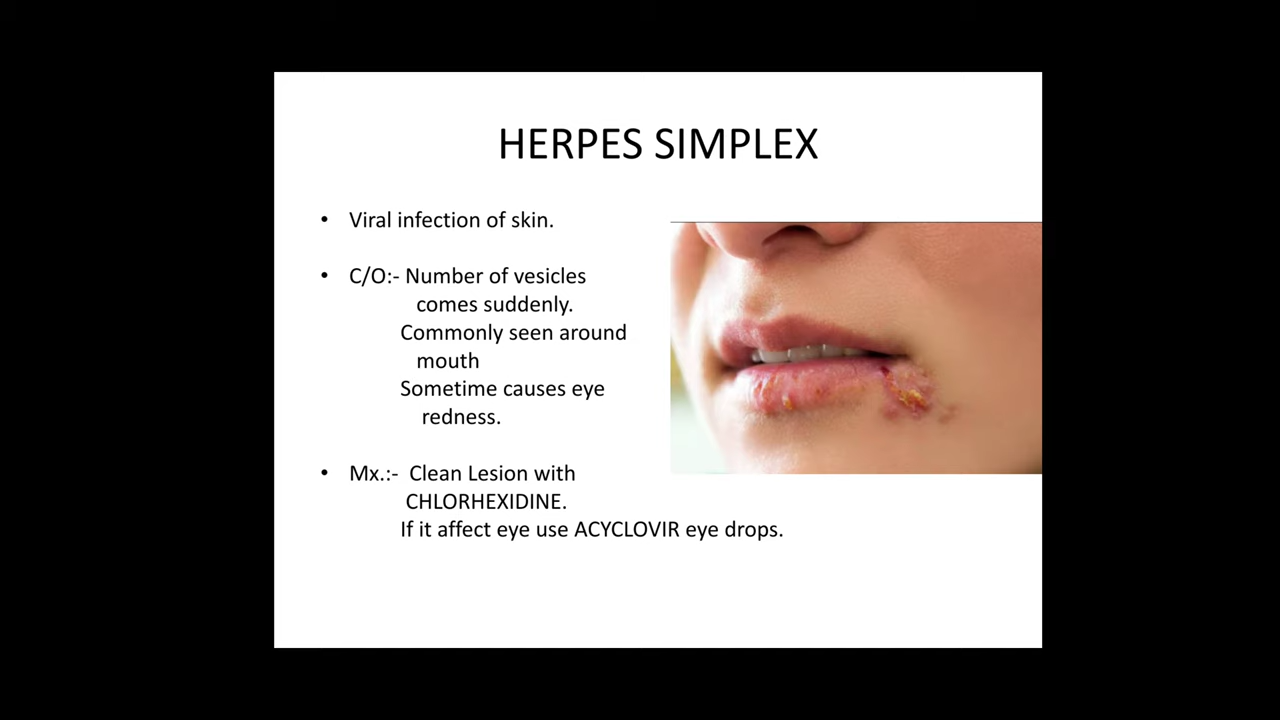 HERPES SIMPLEX
• Viral infection of skin.
• C/O:- Number of vesicles
comes suddenly.
Commonly seen around
mouth
Sometime causes eye
redness.
• Mx.:- Clean Lesion with
CHLORHEXIDINE.
If it affect eye use ACYCLOVIR eye drops.